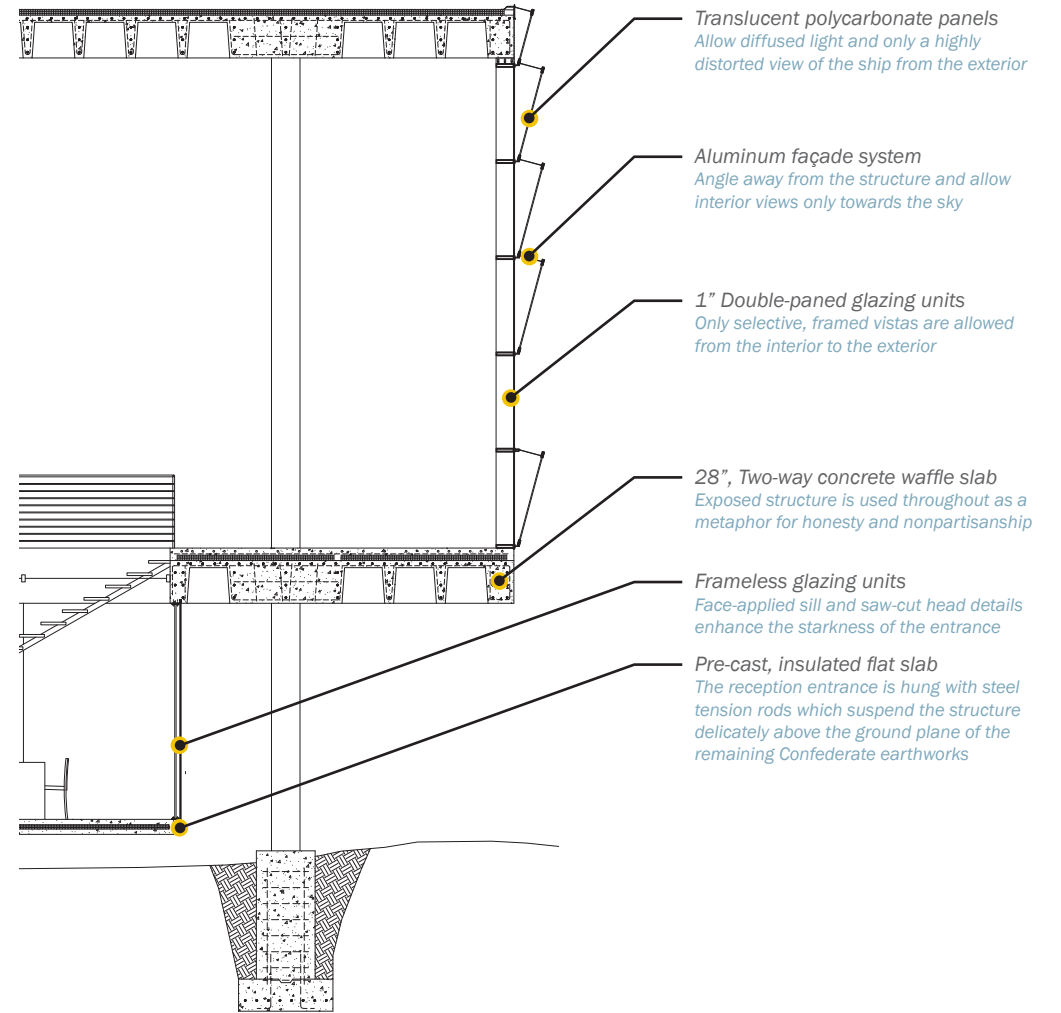 Translucent polycarbonate panels
Allow diffused light and only a highly
distorted view of the ship from the exterior
Aluminum façade system
Angle away from the structure and allow
interior views only towards the sky
1” Double-paned glazing units
Only selective, framed vistas are allowed
from the interior to the exterior
28”, Two-way concrete waffle slab
Exposed structure is used throughout as a
metaphor for honesty and nonpartisanship
Frameless glazing units
Face-applied sill and saw-cut head details
enhance the starkness of the entrance
Pre-cast, insulated flat slab
The reception entrance is hung with steel
tension rods which suspend the structure
delicately above the ground plane of the
remaining Confederate earthworks